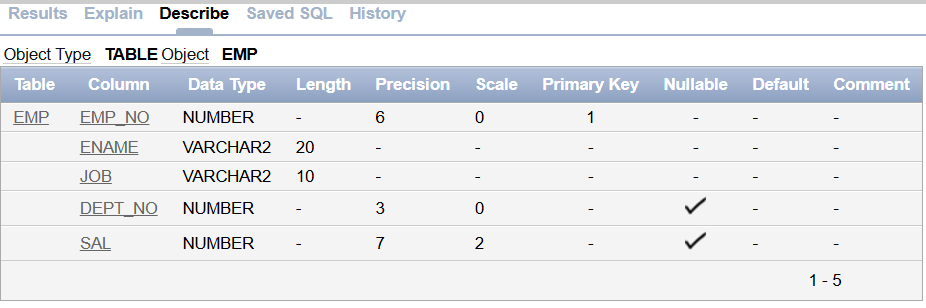 Results Explain Describe Saved SQL History
Object Type TABLE Object EMP
Table Column Data Type Length Precision Scale Primary Key Nullable Default Comment
EMP EMP_NO NUMBER - 6 0 1 - - -
ENAME VARCHAR2 20 - - - - - -
JOB VARCHAR2 10 - - - - - -
DEPT_NO NUMBER - 3 0 - ✓ - -
SAL NUMBER - 7 2 - ✓ - -
1 - 5